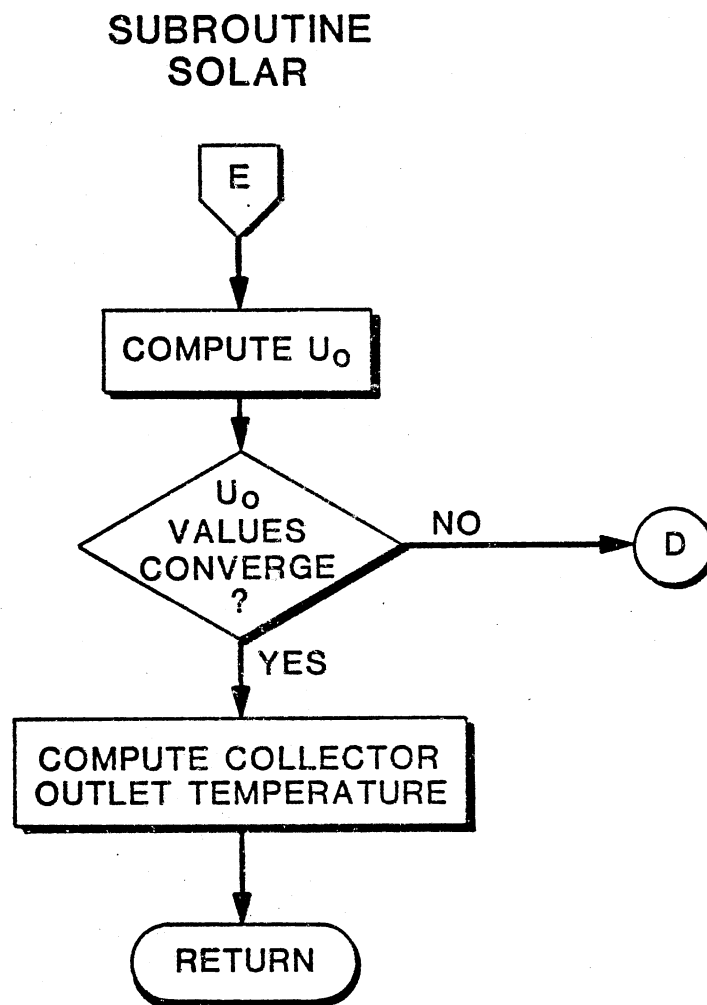 SUBROUTINE
SOLAR
E
COMPUTE Uo
Uo
VALUES
CONVERGE
?
NO
D
YES
COMPUTE COLLECTOR
OUTLET TEMPERATURE
RETURN